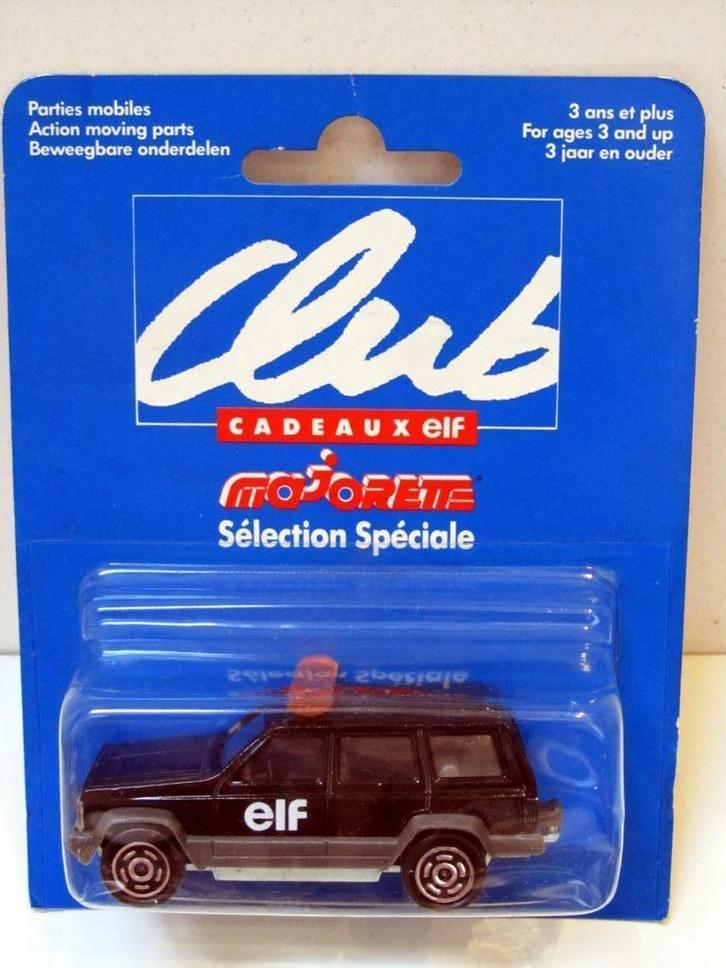 Parties mobiles
Action moving parts
Beweegbare onderdelen
3 ans et plus
For ages 3 and up
3 jaar en ouder
Club
CADEAUX elf
majorette
Sélection Spéciale
elf